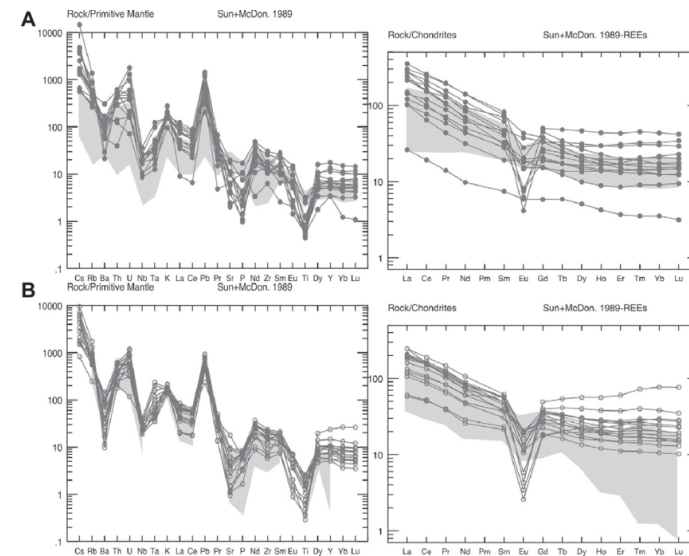 A
Rock/Primitive Mantle Sun+McDon. 1989
10000
1000
100
10
1
.1
Cs Rb Ba Th U Nb Ta K La Ce Pb Pr Sr P Nd Zr Sm Eu Ti Dy Y Yb Lu
Rock/Chondrites Sun+McDon. 1989-REEs
100
10
1
La Ce Pr Nd Pm Sm Eu Gd Tb Dy Ho Er Tm Yb Lu
B
Rock/Primitive Mantle Sun+McDon. 1989
10000
1000
100
10
1
.1
Cs Rb Ba Th U Nb Ta K La Ce Pb Pr Sr P Nd Zr Sm Eu Ti Dy Y Yb Lu
Rock/Chondrites Sun+McDon. 1989-REEs
100
10
1
La Ce Pr Nd Pm Sm Eu Gd Tb Dy Ho Er Tm Yb Lu